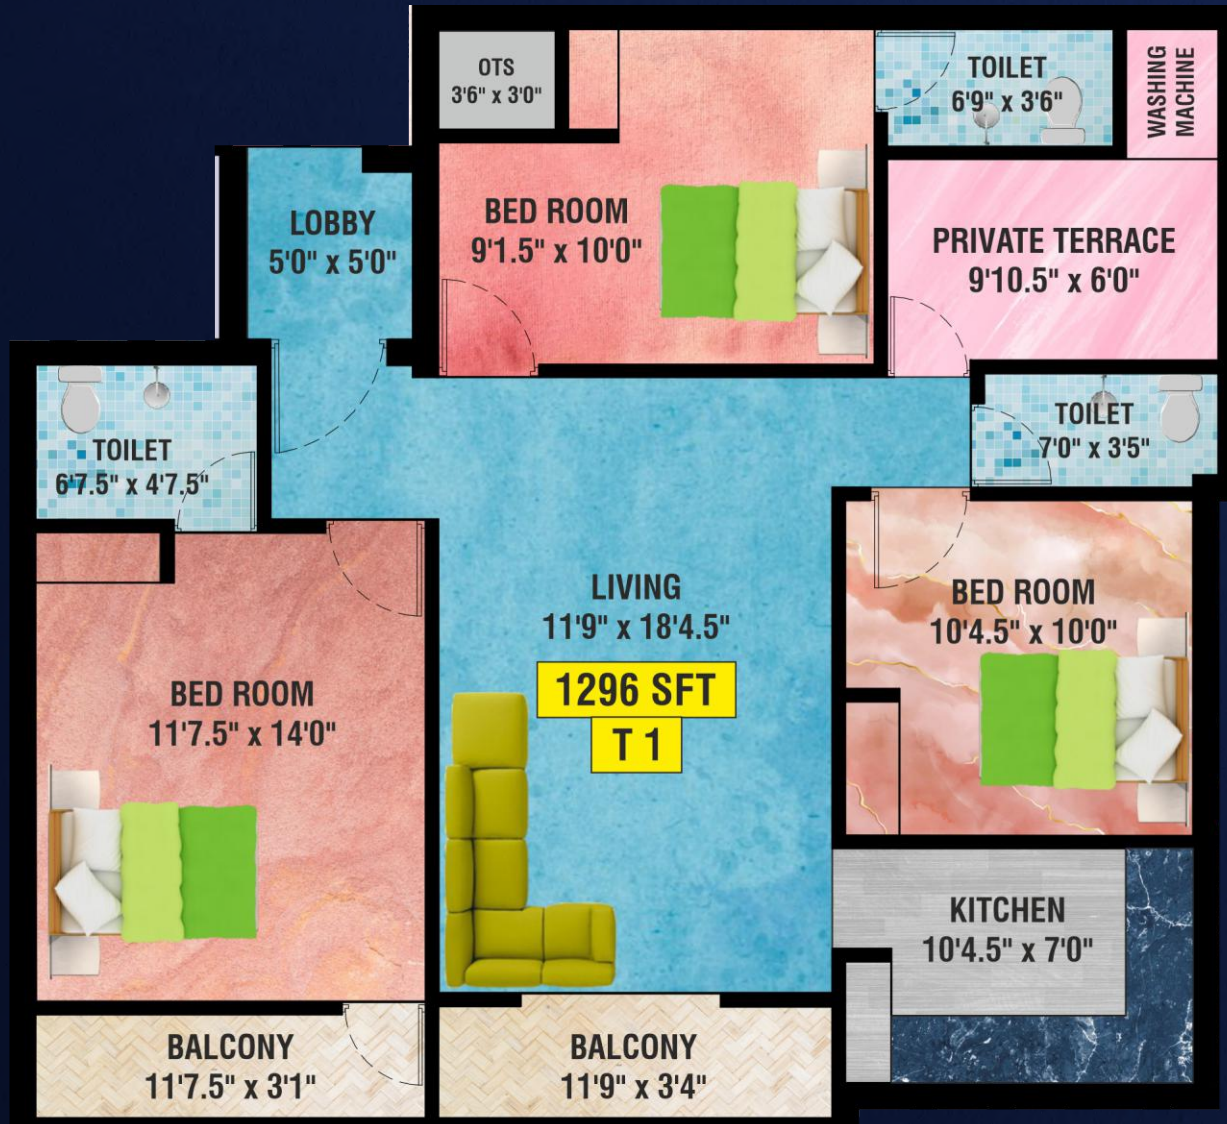 OTS
3'6" x 3'0"
TOILET
6'9" x 3'6"
WASHING
MACHINE
LOBBY
5'0" x 5'0"
BED ROOM
9'1.5" x 10'0"
PRIVATE TERRACE
9'10.5" x 6'0"
TOILET
6'7.5" x 4'7.5"
TOILET
7'0" x 3'5"
LIVING
11'9" x 18'4.5"
1296 SFT
T 1
BED ROOM
10'4.5" x 10'0"
BED ROOM
11'7.5" x 14'0"
KITCHEN
10'4.5" x 7'0"
BALCONY
11'7.5" x 3'1"
BALCONY
11'9" x 3'4"